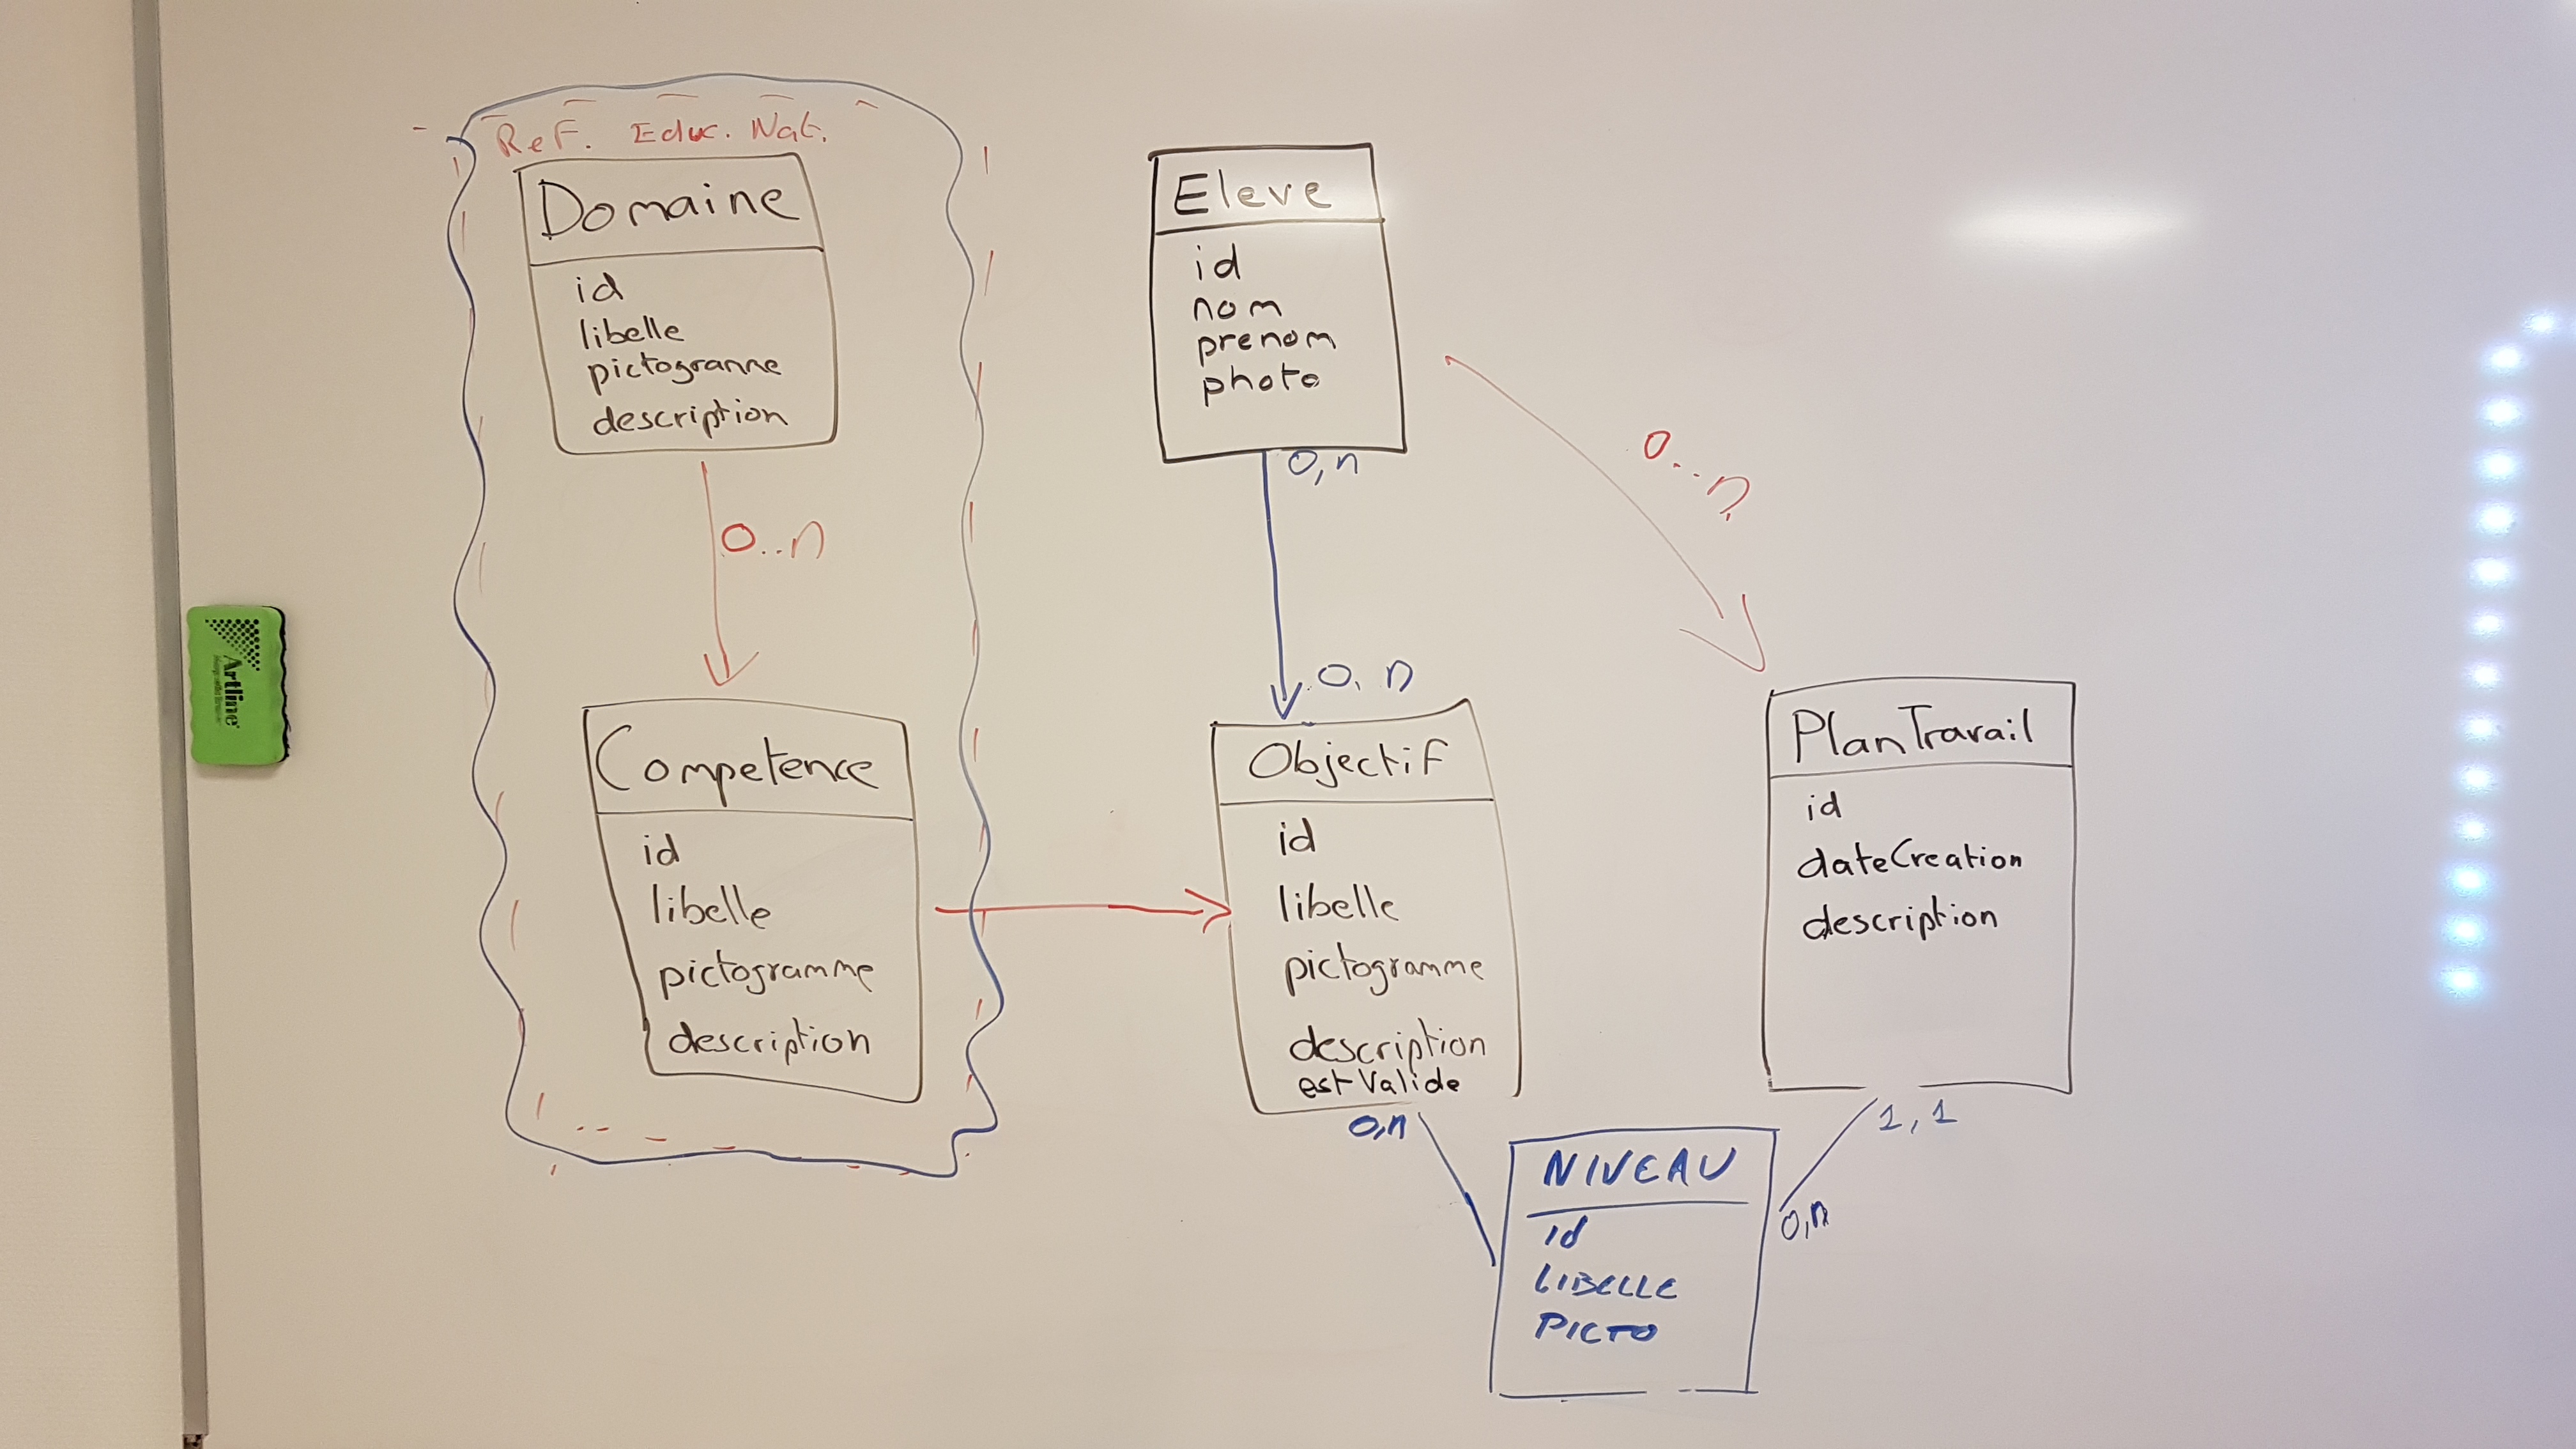 Ref. Educ. Nat.
Domaine
id
libelle
pictogranne
description
0..n
Competence
id
libelle
pictogramme
description
Eleve
id
nom
prenom
photo
0,n
0, n
0...n
Objectif
id
libelle
pictogramme
description
estValide
0,n
PlanTravail
id
dateCreation
description
1,1
0,n
NIVEAU
id
LIBELLE
PICTO
Artline